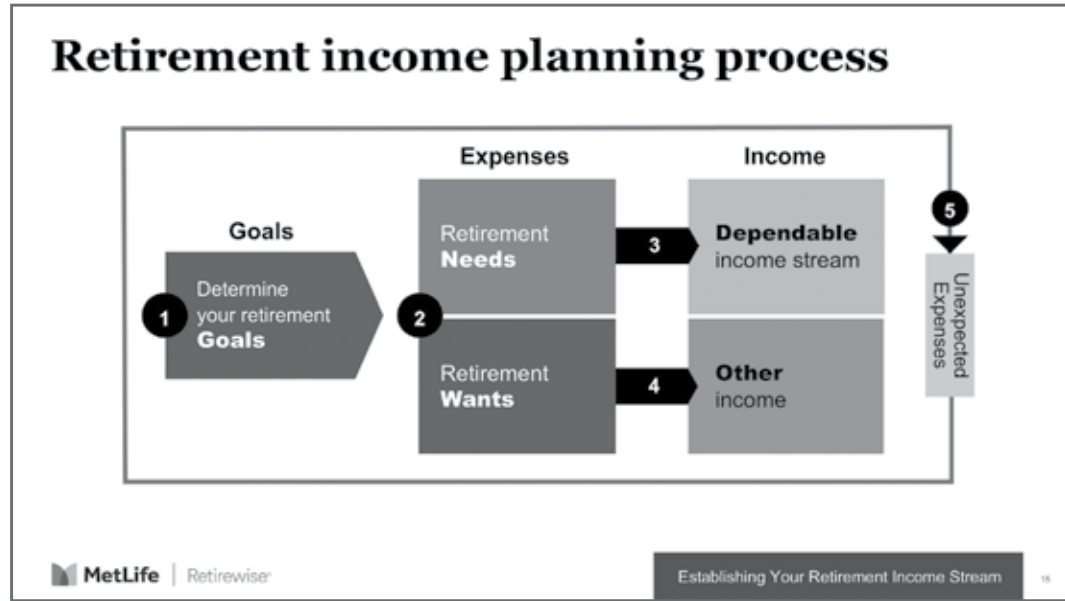 Retirement income planning process
Expenses
Income
Goals
1
Determine
your retirement
Goals
2
Retirement
Needs
3
Dependable
income stream
Retirement
Wants
4
Other
income
5
Unexpected
Expenses
MetLife | Retirewise®
Establishing Your Retirement Income Stream